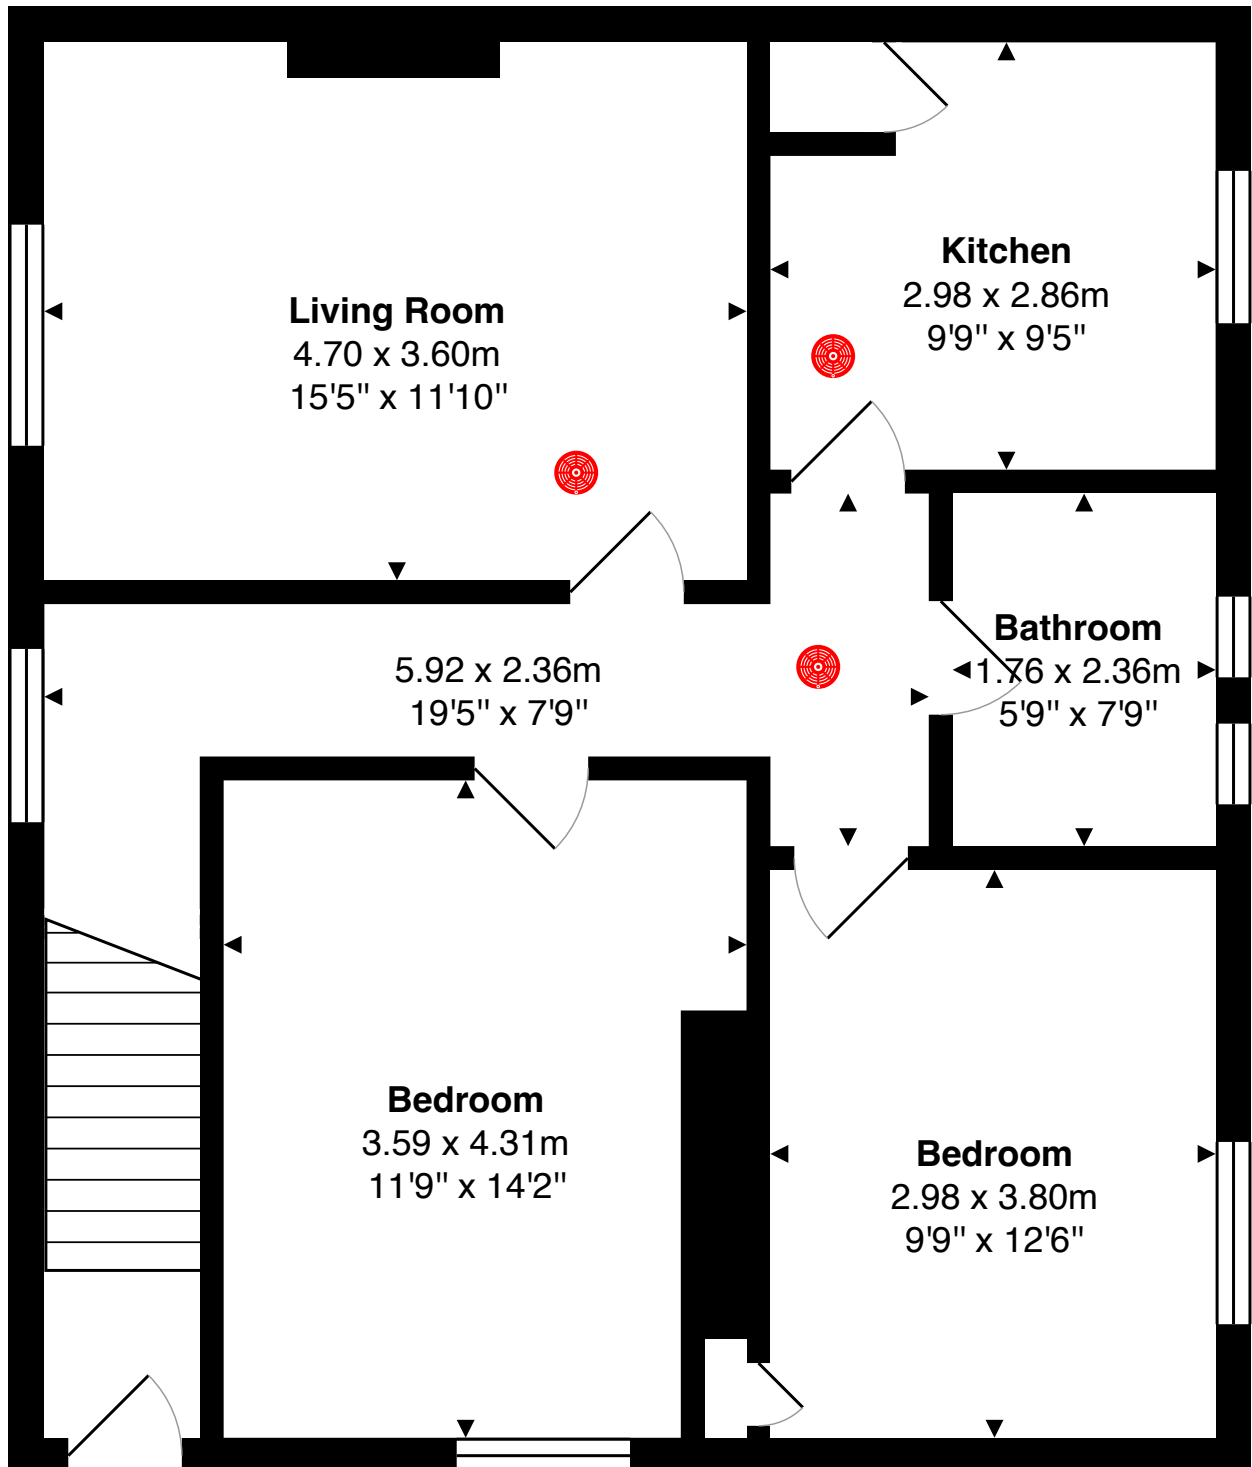 Living Room
4.70 x 3.60m
15'5" x 11'10"
Kitchen
2.98 x 2.86m
9'9" x 9'5"
5.92 x 2.36m
19'5" x 7'9"
Bathroom
1.76 x 2.36m
5'9" x 7'9"
Bedroom
3.59 x 4.31m
11'9" x 14'2"
Bedroom
2.98 x 3.80m
9'9" x 12'6"